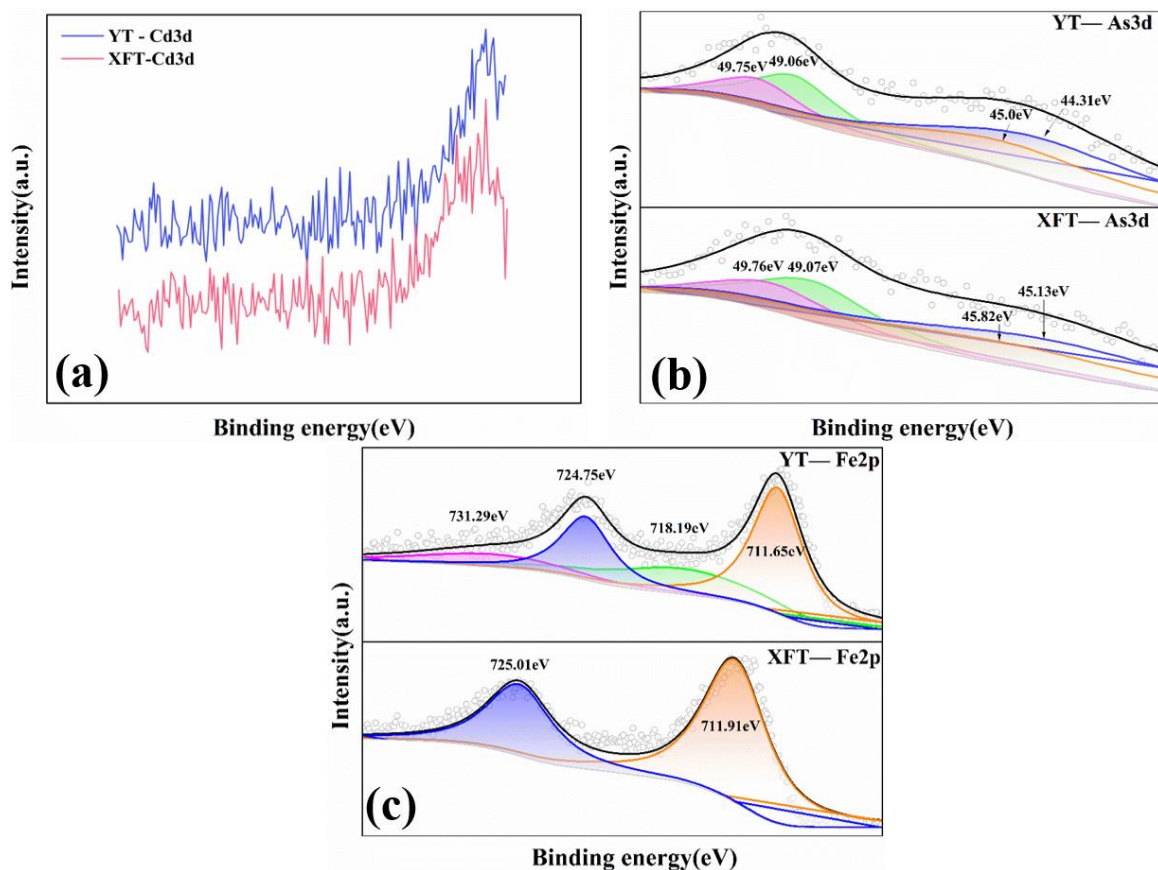 YT - Cd3d
XFT-Cd3d
Intensity(a.u.)
(a)
Binding energy(eV)
YT— As3d
49.75eV
49.06eV
44.31eV
45.0eV
XFT— As3d
49.76eV
49.07eV
45.13eV
45.82eV
Intensity(a.u.)
(b)
Binding energy(eV)
YT— Fe2p
724.75eV
731.29eV
718.19eV
711.65eV
XFT— Fe2p
725.01eV
711.91eV
Intensity(a.u.)
(c)
Binding energy(eV)